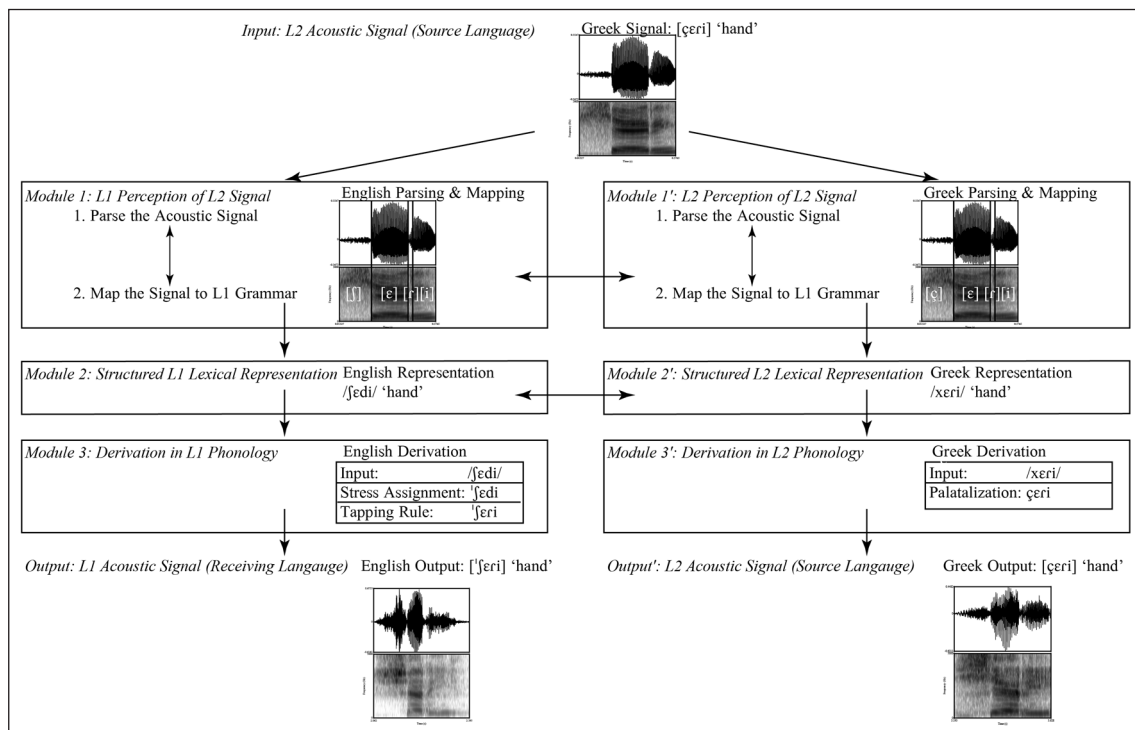 Input: L2 Acoustic Signal (Source Language)
Greek Signal: [çɛɾi] ‘hand’
Module 1: L1 Perception of L2 Signal
English Parsing & Mapping
1. Parse the Acoustic Signal
2. Map the Signal to L1 Grammar
[ʃ] [ɛ] [ɾ] [i]
Module 1': L2 Perception of L2 Signal
Greek Parsing & Mapping
1. Parse the Acoustic Signal
2. Map the Signal to L1 Grammar
[ç] [ɛ] [ɾ] [i]
Module 2: Structured L1 Lexical Representation
English Representation
/ʃɛdi/ ‘hand’
Module 2': Structured L2 Lexical Representation
Greek Representation
/xɛɾi/ ‘hand’
Module 3: Derivation in L1 Phonology
English Derivation
Input: /ʃɛdi/
Stress Assignment: ˈʃɛdi
Tapping Rule: ˈʃɛɾi
Module 3': Derivation in L2 Phonology
Greek Derivation
Input: /xɛɾi/
Palatalization: çɛɾi
Output: L1 Acoustic Signal (Receiving Langauge)
English Output: [ˈʃɛɾi] ‘hand’
Output': L2 Acoustic Signal (Source Langauge)
Greek Output: [çɛɾi] ‘hand’